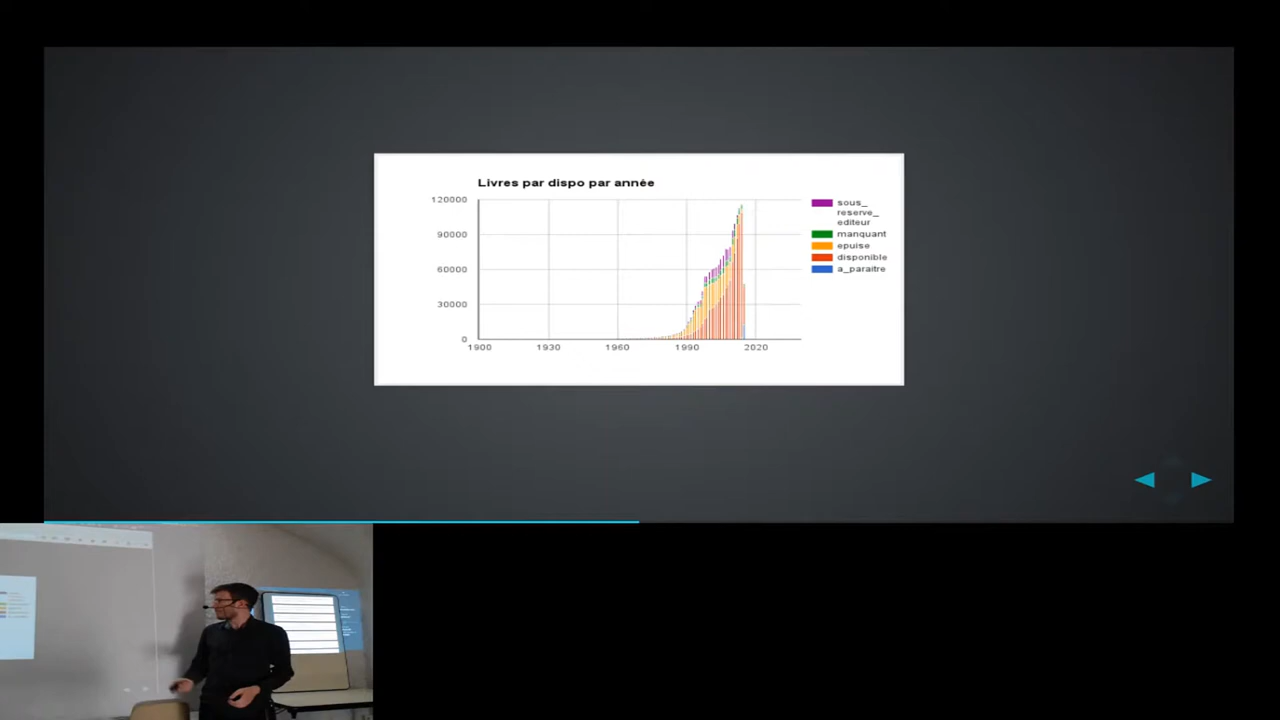 Livres par dispo par année
120000
90000
60000
30000
0
1900 1930 1960 1990 2020
sous_
reserve_
editeur
manquant
epuise
disponible
a_paraitre